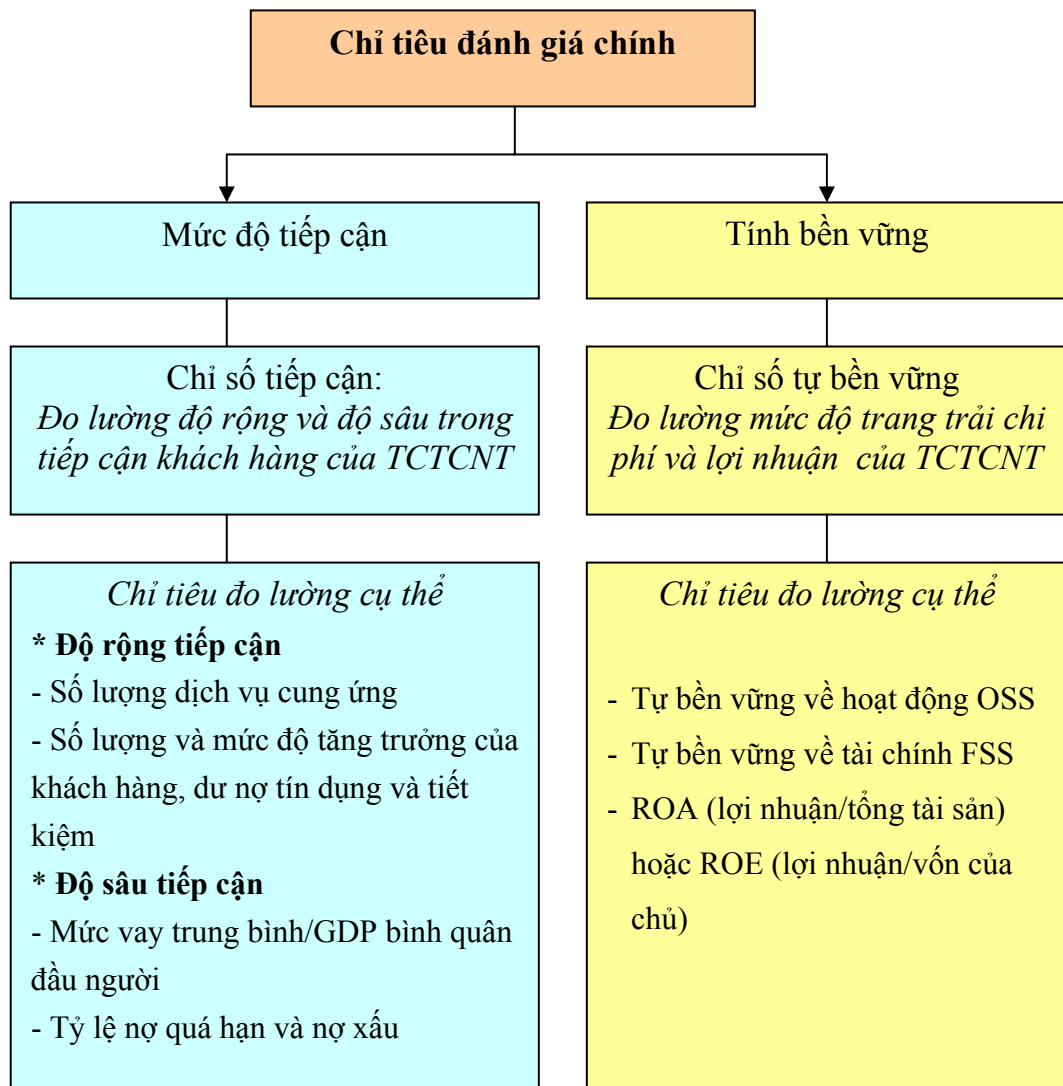 Chỉ tiêu đánh giá chính
Mức độ tiếp cận
Chỉ số tiếp cận:
Đo lường độ rộng và độ sâu trong
tiếp cận khách hàng của TCTCNT
Chỉ tiêu đo lường cụ thể
* Độ rộng tiếp cận
- Số lượng dịch vụ cung ứng
- Số lượng và mức độ tăng trưởng của
khách hàng, dư nợ tín dụng và tiết
kiệm
* Độ sâu tiếp cận
- Mức vay trung bình/GDP bình quân
đầu người
- Tỷ lệ nợ quá hạn và nợ xấu
Tính bền vững
Chỉ số tự bền vững
Đo lường mức độ trang trải chi
phí và lợi nhuận của TCTCNT
Chỉ tiêu đo lường cụ thể
- Tự bền vững về hoạt động OSS
- Tự bền vững về tài chính FSS
- ROA (lợi nhuận/tổng tài sản)
hoặc ROE (lợi nhuận/vốn của
chủ)